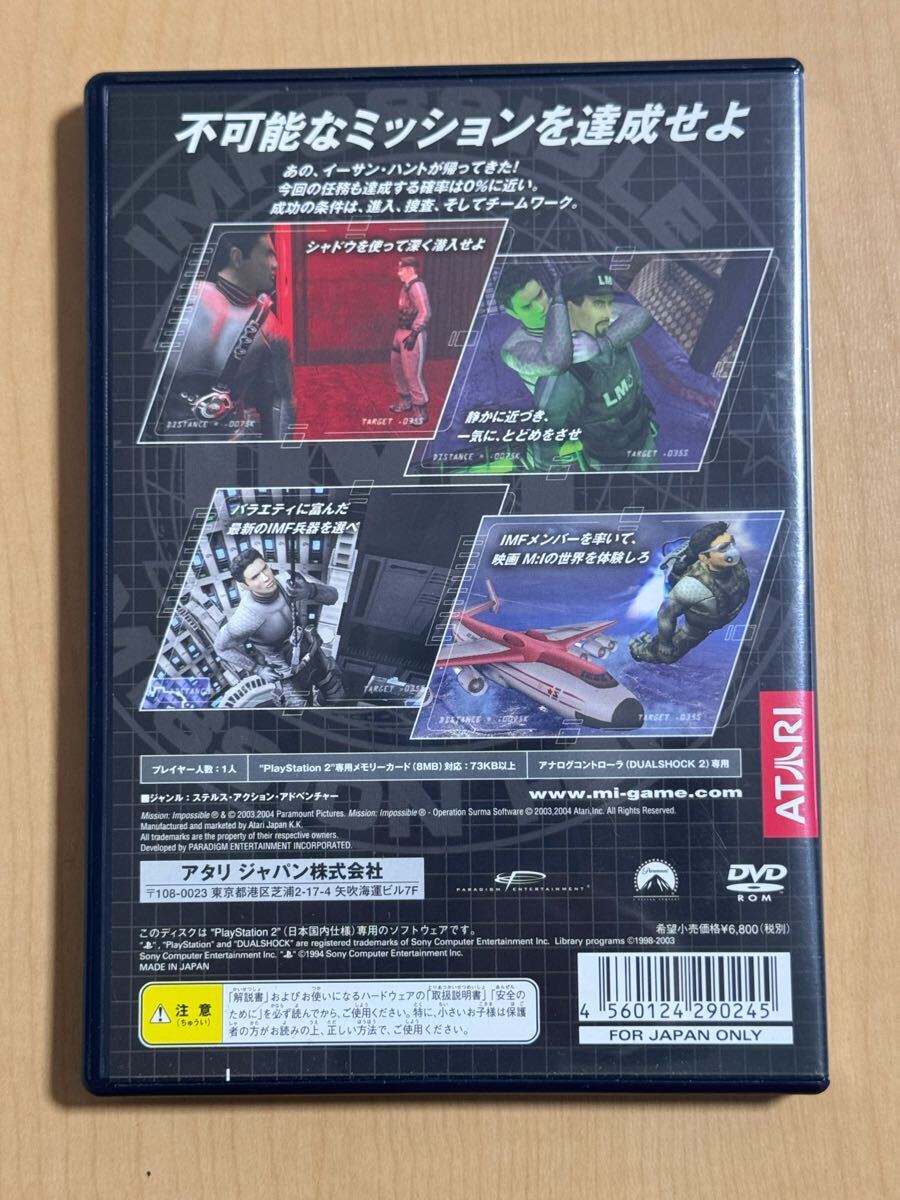 不可能なミッションを達成せよ
あの、イーサン・ハントが帰ってきた!
今回の任務も達成する確率は0%に近い。
成功の条件は、進入、捜査、そしてチームワーク。
シャドウを使って深く潜入せよ
DISTANCE = .0075K
TARGET .035S
LM
LM
静かに近づき、
一気に、とどめをさせ
DISTANCE = .0075K
TARGET .035S
バラエティに富んだ
最新のIMF兵器を選べ
DISTANCE
TARGET .035S
IMFメンバーを率いて、
映画 M:Iの世界を体験しろ
DISTANCE = .0095K
TARGET .035S
ATARI
プレイヤー人数:1人
"PlayStation 2"専用メモリーカード(8MB)対応:73KB以上
アナログコントローラ(DUALSHOCK 2)専用
■ジャンル:ステルス・アクション・アドベンチャー
www.mi-game.com
Mission: Impossible ® & © 2003,2004 Paramount Pictures. Mission: Impossible ® - Operation Surma Software © 2003,2004 Atari,Inc. All Rights Reserved.
Manufactured and marketed by Atari Japan K.K.
All trademarks are the property of their respective owners.
Developed by PARADIGM ENTERTAINMENT INCORPORATED.
アタリ ジャパン株式会社
〒108-0023 東京都港区芝浦2-17-4 矢吹海運ビル7F
PARADIGM ENTERTAINMENT
Paramount
DVD
ROM
このディスクは "PlayStation 2"(日本国内仕様)専用のソフトウェアです。
希望小売価格¥6,800(税別)
" ", "PlayStation" and "DUALSHOCK" are registered trademarks of Sony Computer Entertainment Inc. Library programs ©1998-2003
Sony Computer Entertainment Inc. " " ©1994 Sony Computer Entertainment Inc.
MADE IN JAPAN
注意
(ちゅうい)
「解説書」およびお使いになるハードウェアの「取扱説明書」「安全の
ために」を必ず読んでから、ご使用ください。特に、小さいお子様は保護
者の方がお読みの上、正しい方法で、ご使用ください。
4 560124 290245
FOR JAPAN ONLY